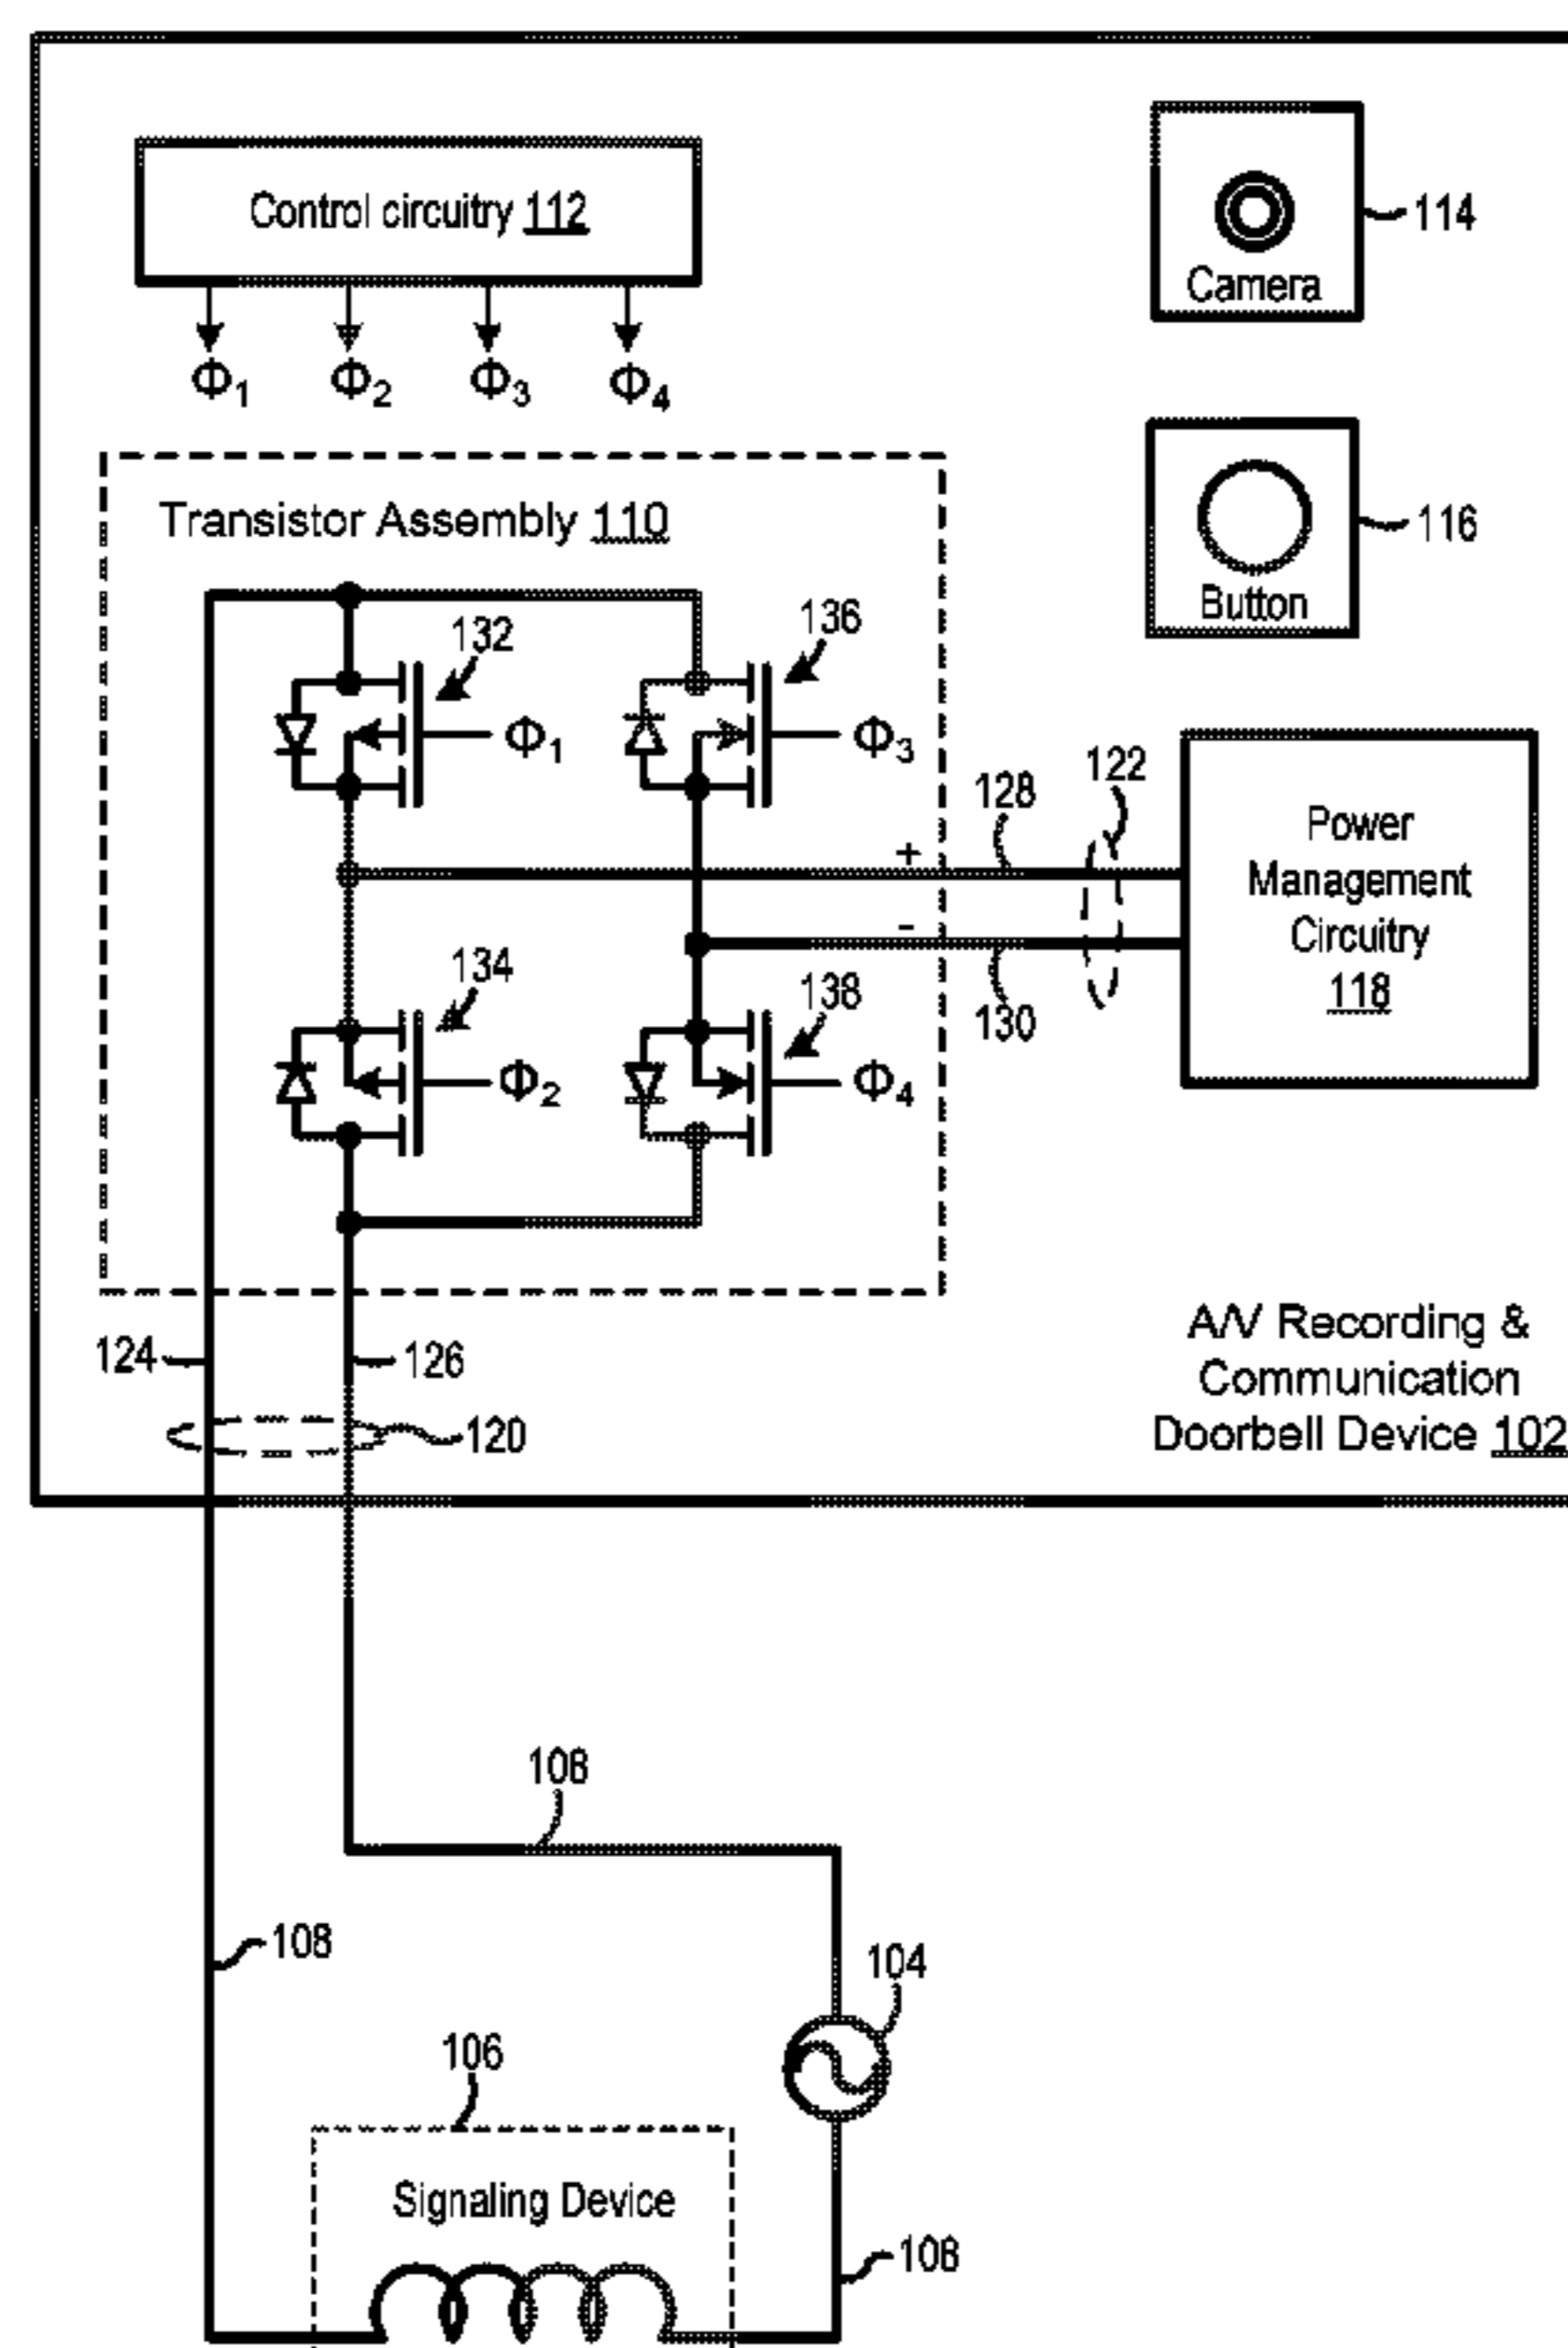 Control circuitry 112
Φ1
Φ2
Φ3
Φ4
Camera
114
Button
116
Transistor Assembly 110
132
Φ1
136
Φ3
134
Φ2
138
Φ4
+
-
128
130
122
Power
Management
Circuitry
118
124
126
120
A/V Recording &
Communication
Doorbell Device 102
108
108
104
106
Signaling Device
108